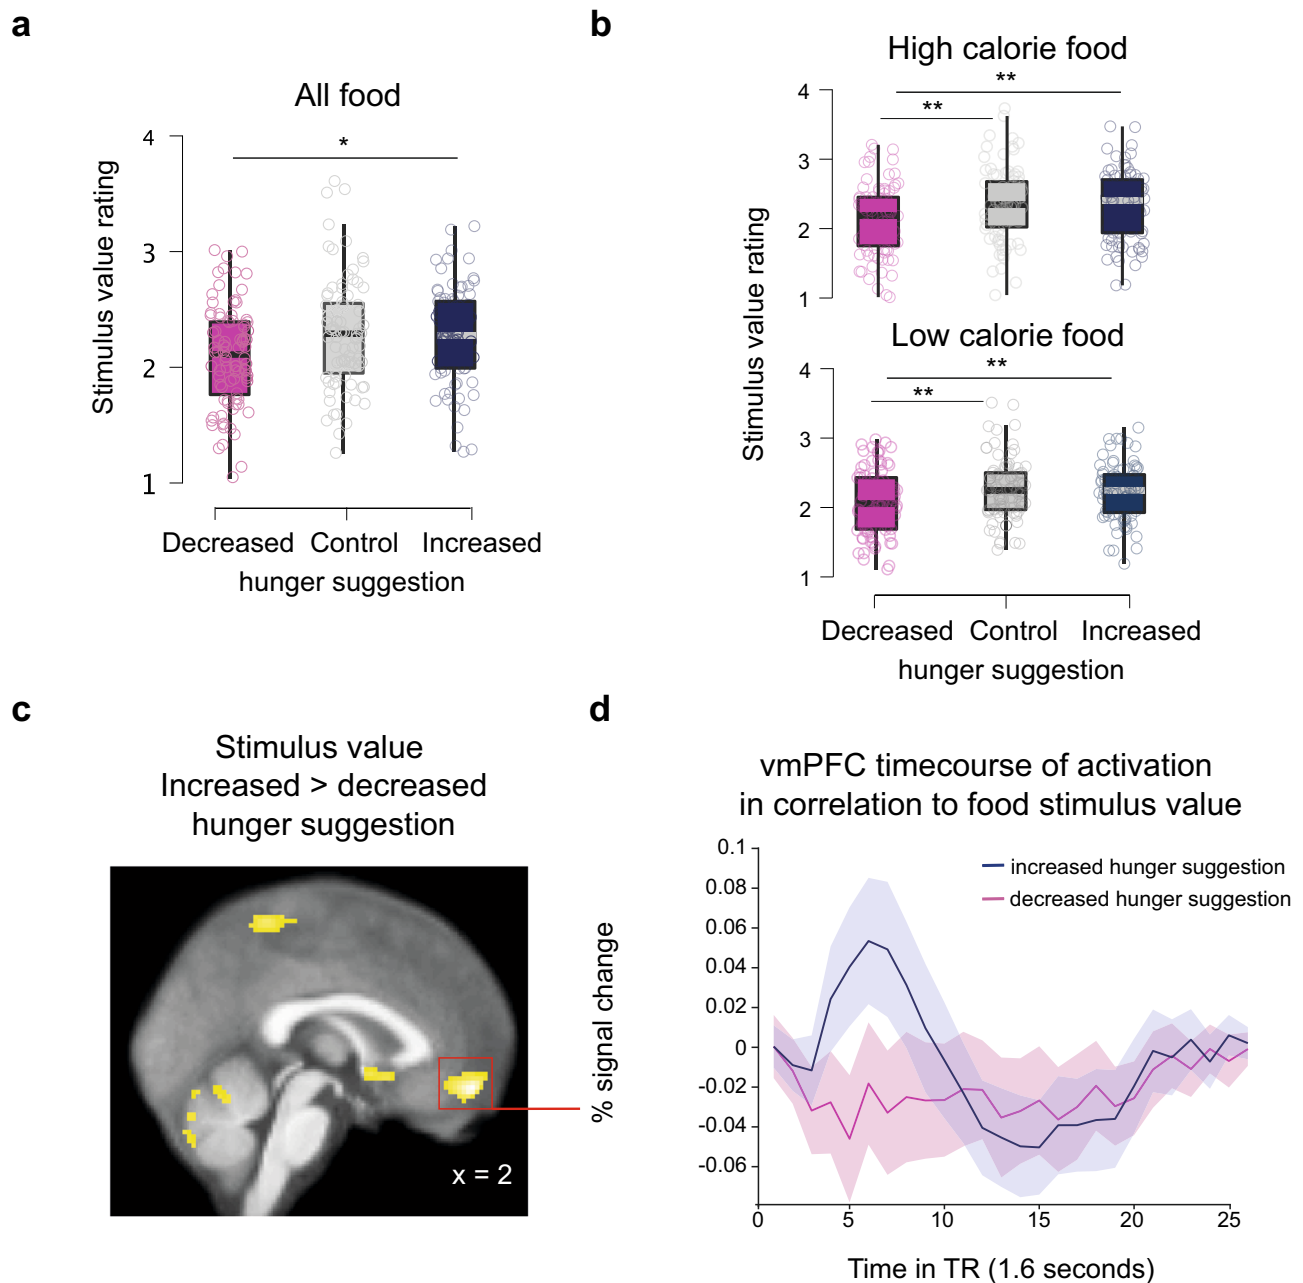 a
All food
4
3
2
1
*
Stimulus value rating
Decreased Control Increased
hunger suggestion
b
High calorie food
4
3
2
1
**
**
Low calorie food
4
3
2
1
**
**
Stimulus value rating
Decreased Control Increased
hunger suggestion
c
Stimulus value
Increased > decreased
hunger suggestion
x = 2
d
vmPFC timecourse of activation
in correlation to food stimulus value
0.1
0.08
0.06
0.04
0.02
0
-0.02
-0.04
-0.06
% signal change
increased hunger suggestion
decreased hunger suggestion
0 5 10 15 20 25
Time in TR (1.6 seconds)